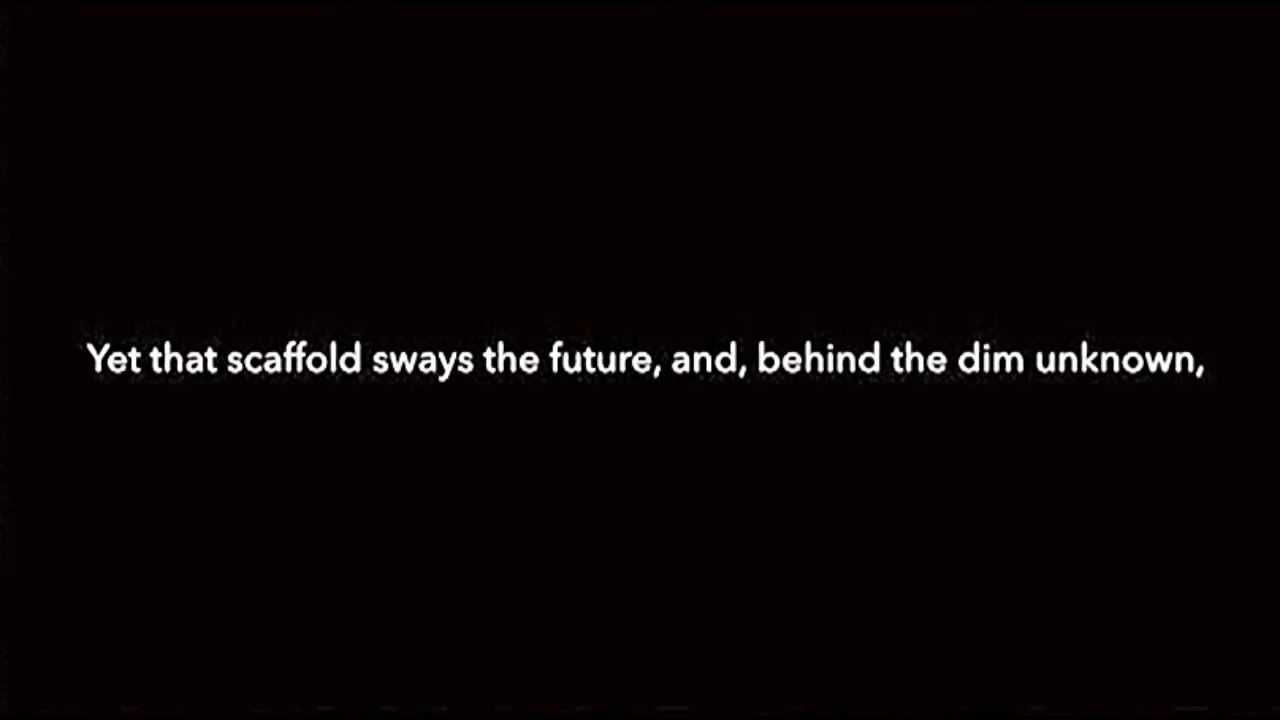 Yet that scaffold sways the future, and, behind the dim unknown,